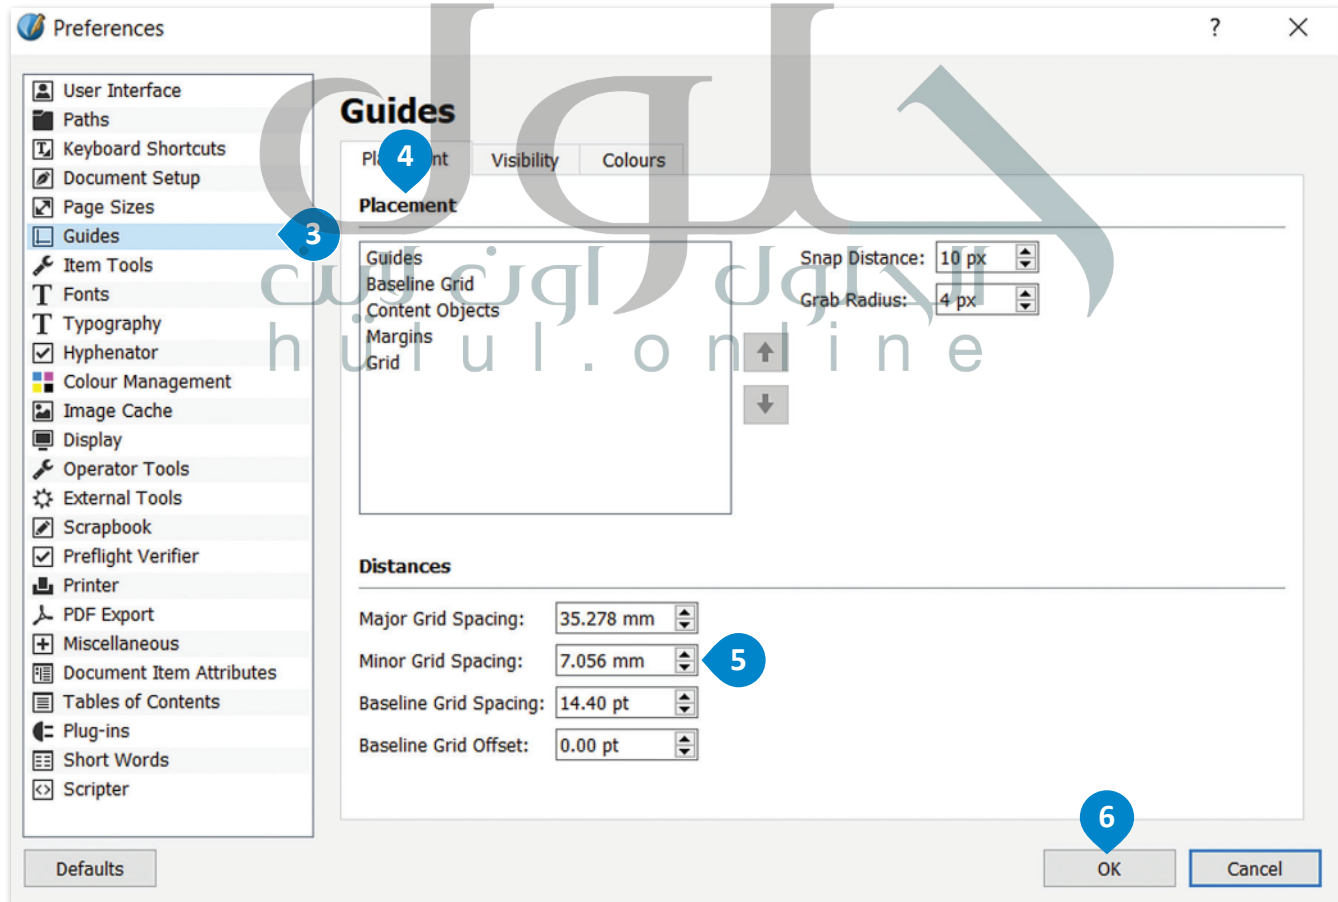 Preferences
?
User Interface
Paths
Keyboard Shortcuts
Document Setup
Page Sizes
Guides
3
Item Tools
Fonts
Typography
Hyphenator
Colour Management
Image Cache
Display
Operator Tools
External Tools
Scrapbook
Preflight Verifier
Printer
PDF Export
Miscellaneous
Document Item Attributes
Tables of Contents
Plug-ins
Short Words
Scripter
Guides
4
Visibility
Colours
Placement
Guides
Baseline Grid
Content Objects
Margins
Grid
Snap Distance: 10 px
Grab Radius: 4 px
Distances
Major Grid Spacing: 35.278 mm
Minor Grid Spacing: 7.056 mm
5
Baseline Grid Spacing: 14.40 pt
Baseline Grid Offset: 0.00 pt
6
Defaults
OK
Cancel
حلول
الحلول اون لاين
hulul.online